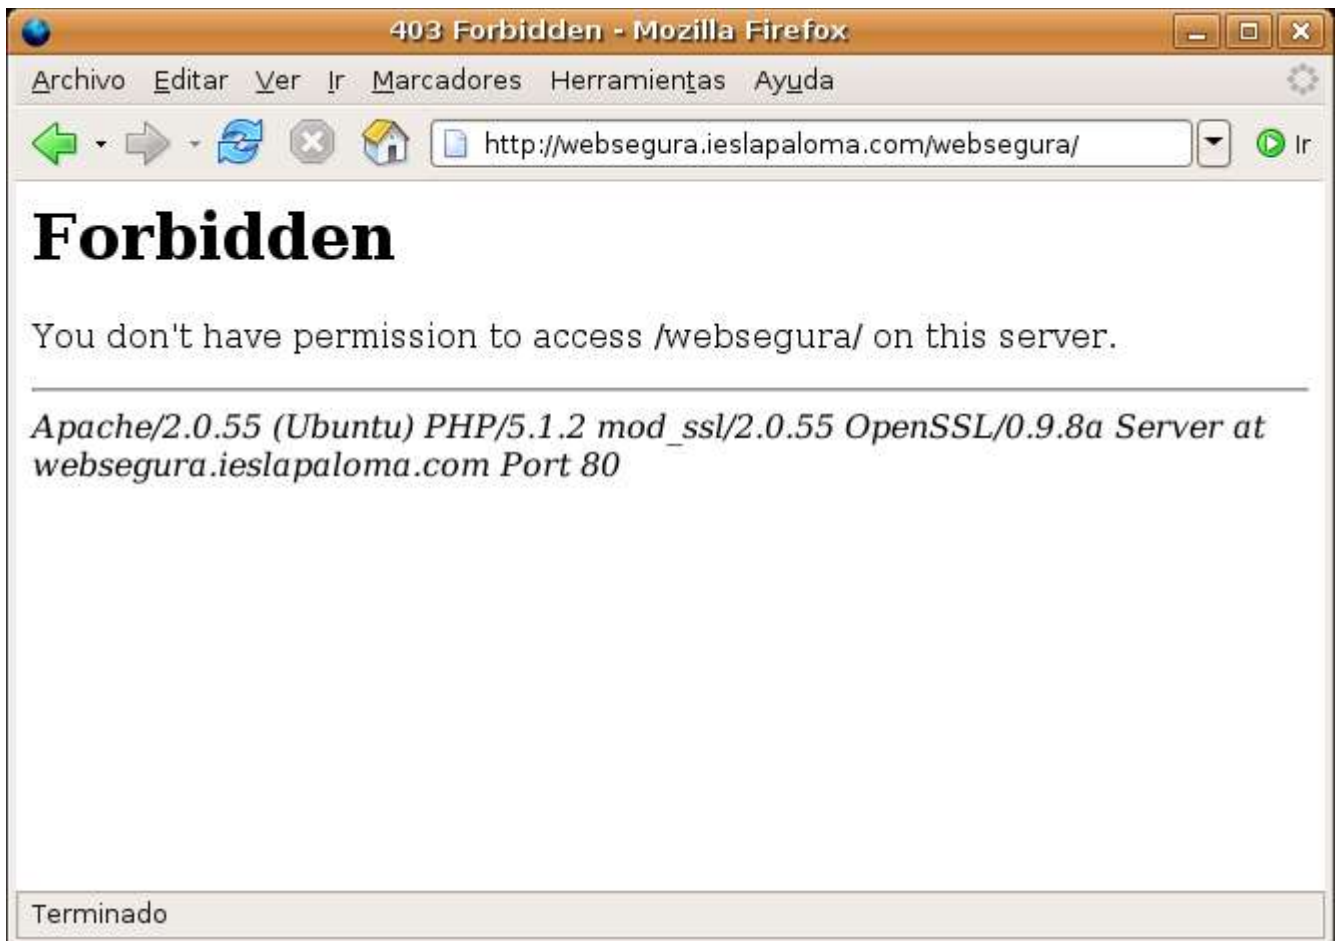 403 Forbidden - Mozilla Firefox
Archivo Editar Ver Ir Marcadores Herramientas Ayuda
http://websegura.ieslapaloma.com/websegura/ Ir
Forbidden
You don't have permission to access /websegura/ on this server.
Apache/2.0.55 (Ubuntu) PHP/5.1.2 mod_ssl/2.0.55 OpenSSL/0.9.8a Server at
websegura.ieslapaloma.com Port 80
Terminado